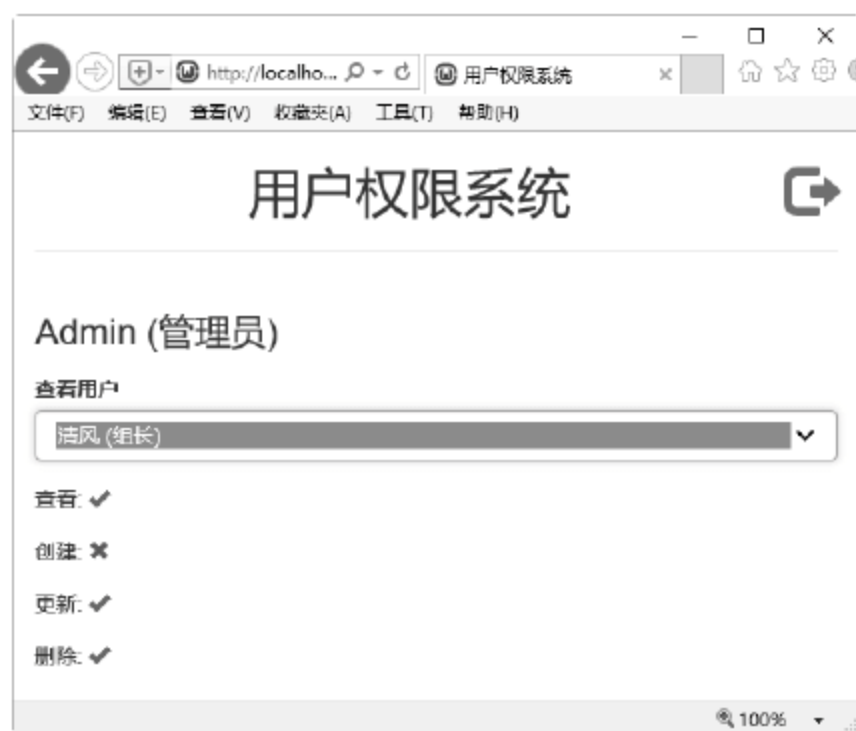 http://localho...
用户权限系统
文件(F) 编辑(E) 查看(V) 收藏夹(A) 工具(T) 帮助(H)
用户权限系统
Admin (管理员)
查看用户
清风 (组长)
查看:
创建:
更新:
删除:
100%